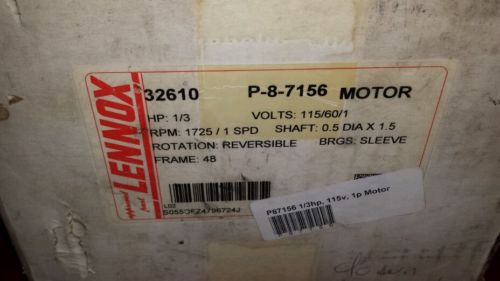 LENNOX
32610 P-8-7156 MOTOR
HP: 1/3 VOLTS: 115/60/1
RPM: 1725 / 1 SPD SHAFT: 0.5 DIA X 1.5
ROTATION: REVERSIBLE BRGS: SLEEVE
FRAME: 48
P87156 1/3hp, 115v, 1p Motor